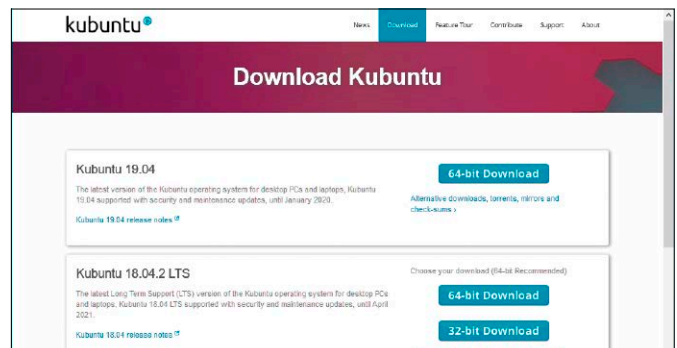 kubuntu
News Download Feature Tour Contribute Support About
Download Kubuntu
Kubuntu 19.04
64-bit Download
The latest version of the Kubuntu operating system for desktop PCs and laptops, Kubuntu
19.04 supported with security and maintenance updates, until January 2020.
Alternative downloads, torrents, mirrors and
check-sums ›
Kubuntu 19.04 release notes
Kubuntu 18.04.2 LTS
Choose your download (64-bit Recommended)
The latest Long Term Support (LTS) version of the Kubuntu operating system for desktop PCs
and laptops, Kubuntu 18.04 LTS supported with security and maintenance updates, until April
2021.
64-bit Download
Kubuntu 18.04 release notes
32-bit Download